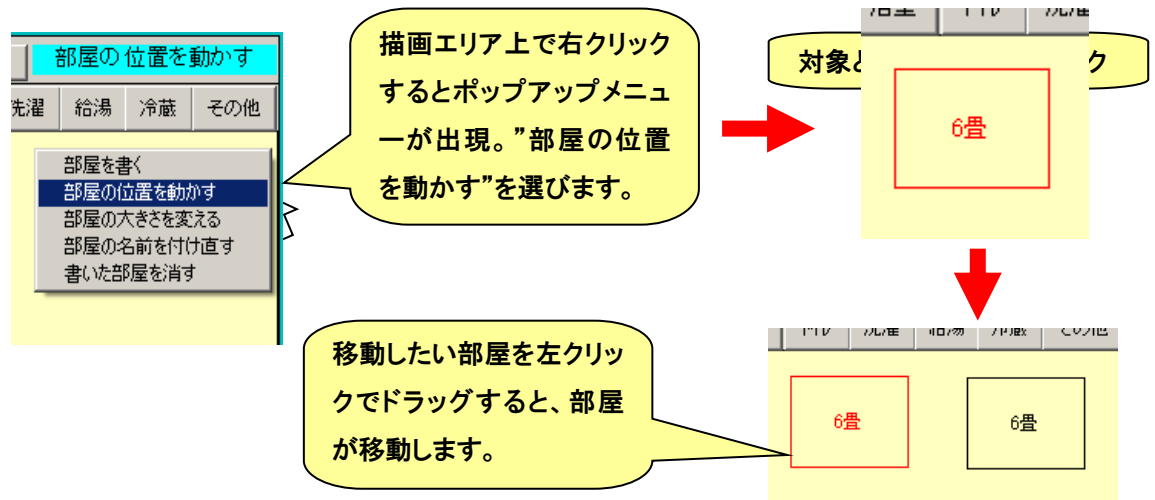 部屋の位置を動かす
洗濯 給湯 冷蔵 その他
部屋を書く
部屋の位置を動かす
部屋の大きさを変える
部屋の名前を付け直す
書いた部屋を消す
描画エリア上で右クリック
するとポップアップメニュ
ーが出現。”部屋の位置
を動かす”を選びます。
対象と
ク
6畳
移動したい部屋を左クリッ
クでドラッグすると、部屋
が移動します。
6畳
6畳